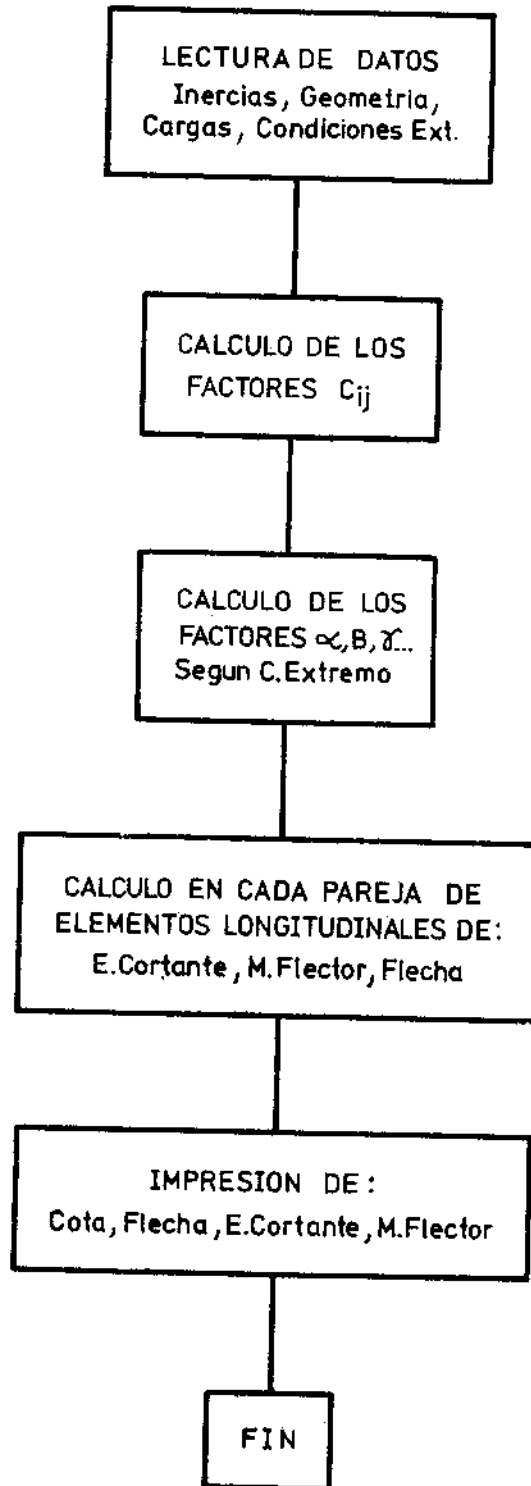 LECTURA DE DATOS
Inercias, Geometria,
Cargas, Condiciones Ext.
CALCULO DE LOS
FACTORES Cij
CALCULO DE LOS
FACTORES ∝, B, γ...
Segun C. Extremo
CALCULO EN CADA PAREJA DE
ELEMENTOS LONGITUDINALES DE:
E. Cortante, M. Flector, Flecha
IMPRESION DE:
Cota, Flecha, E. Cortante, M. Flector
FIN